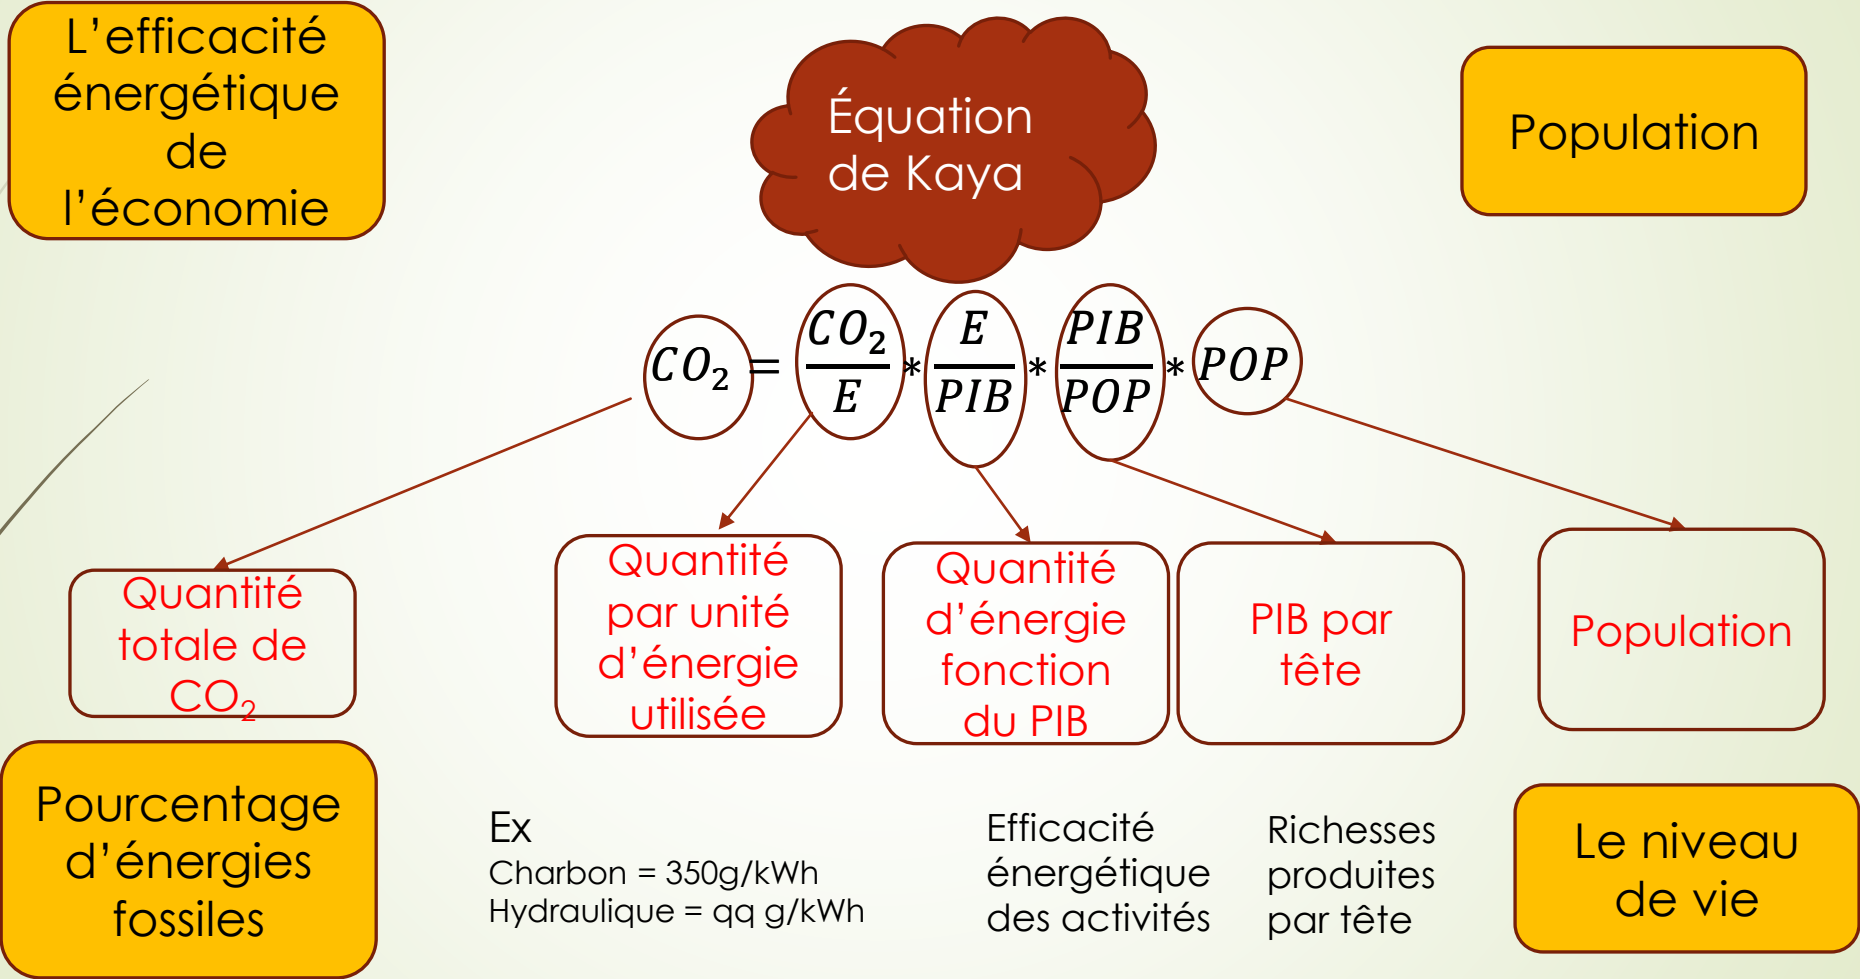 L'efficacité
énergétique
de
l'économie
Équation
de Kaya
Population
CO₂ = CO₂/E * E/PIB * PIB/POP * POP
Quantité
totale de
CO₂
Quantité
par unité
d'énergie
utilisée
Quantité
d'énergie
fonction
du PIB
PIB par
tête
Population
Pourcentage
d'énergies
fossiles
Ex
Charbon = 350g/kWh
Hydraulique = qq g/kWh
Efficacité
énergétique
des activités
Richesses
produites
par tête
Le niveau
de vie